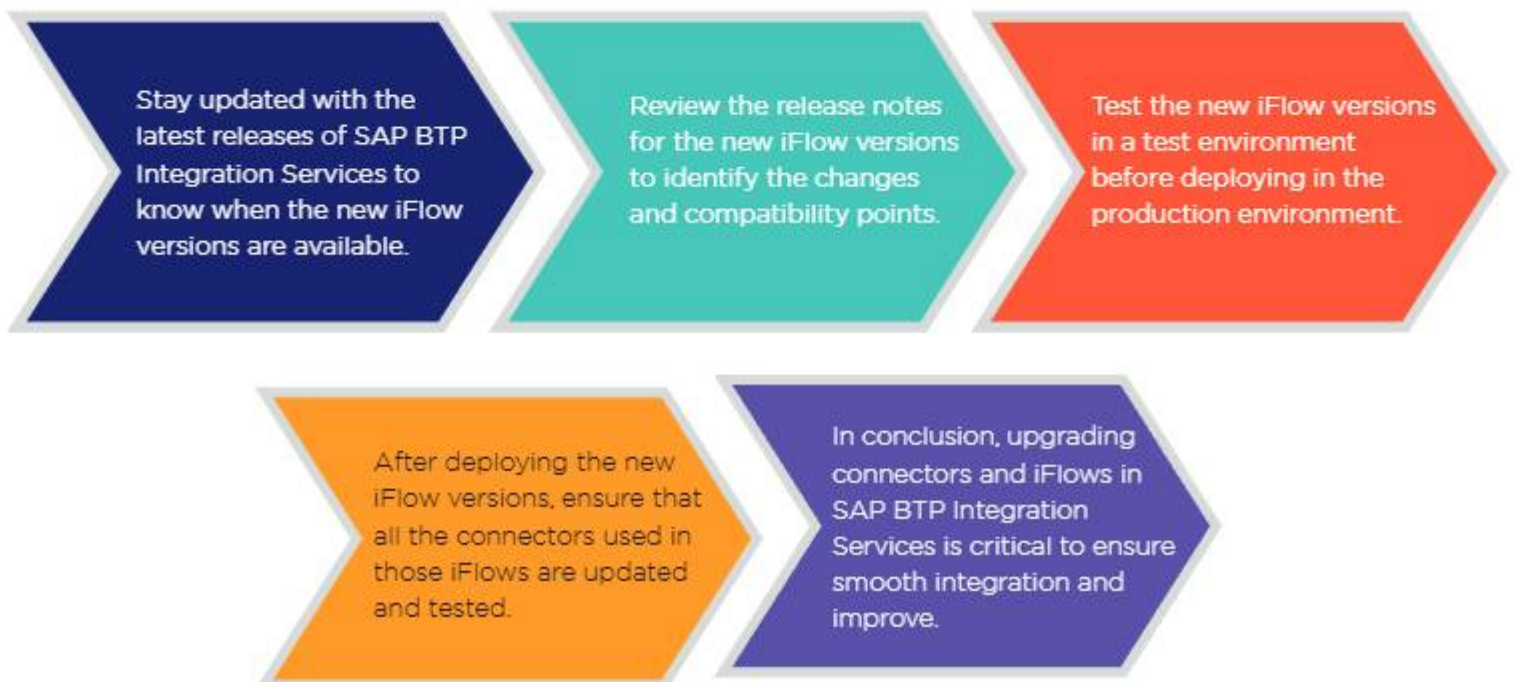 Stay updated with the
latest releases of SAP BTP
Integration Services to
know when the new iFlow
versions are available.
Review the release notes
for the new iFlow versions
to identify the changes
and compatibility points.
Test the new iFlow versions
in a test environment
before deploying in the
production environment.
After deploying the new
iFlow versions, ensure that
all the connectors used in
those iFlows are updated
and tested.
In conclusion, upgrading
connectors and iFlows in
SAP BTP Integration
Services is critical to ensure
smooth integration and
improve.